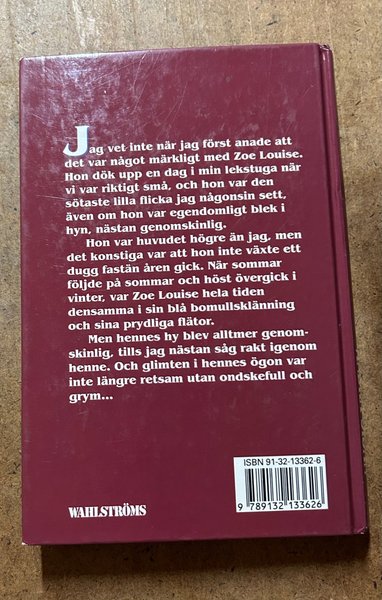 Jag vet inte när jag först anade att
det var något märkligt med Zoe Louise.
Hon dök upp en dag i min lekstuga när
vi var riktigt små, och hon var den
sötaste lilla flicka jag någonsin sett,
även om hon var egendomligt blek i
hyn, nästan genomskinlig.
Hon var huvudet högre än jag, men
det konstiga var att hon inte växte ett
dugg fastän åren gick. När sommar
följde på sommar och höst övergick i
vinter, var Zoe Louise hela tiden
densamma i sin blå bomullsklänning
och sina prydliga flätor.
Men hennes hy blev alltmer genom-
skinlig, tills jag nästan såg rakt igenom
henne. Och glimten i hennes ögon var
inte längre retsam utan ondskefull och
grym...
ISBN 91-32-13362-6
9 789132 133626
WAHLSTRÖMS